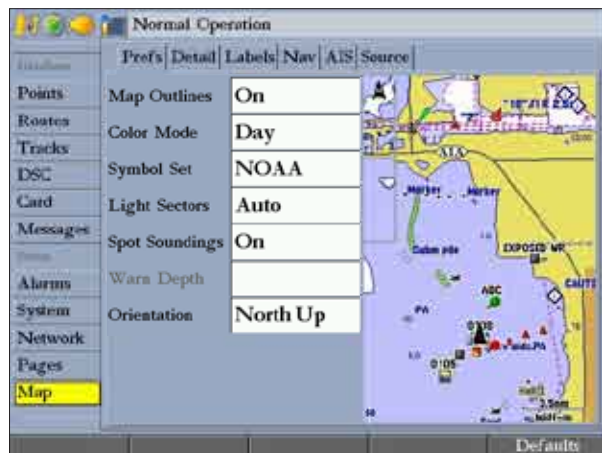 Normal Operation
Prefs Detail Labels Nav AIS Source
Points
Routes
Tracks
DSC
Card
Messages
Alarms
System
Network
Pages
Map
Map Outlines On
Color Mode Day
Symbol Set NOAA
Light Sectors Auto
Spot Soundings On
Warn Depth
Orientation North Up
A1A
Marker
Marker
EXPOSED WR
PA
Defaults